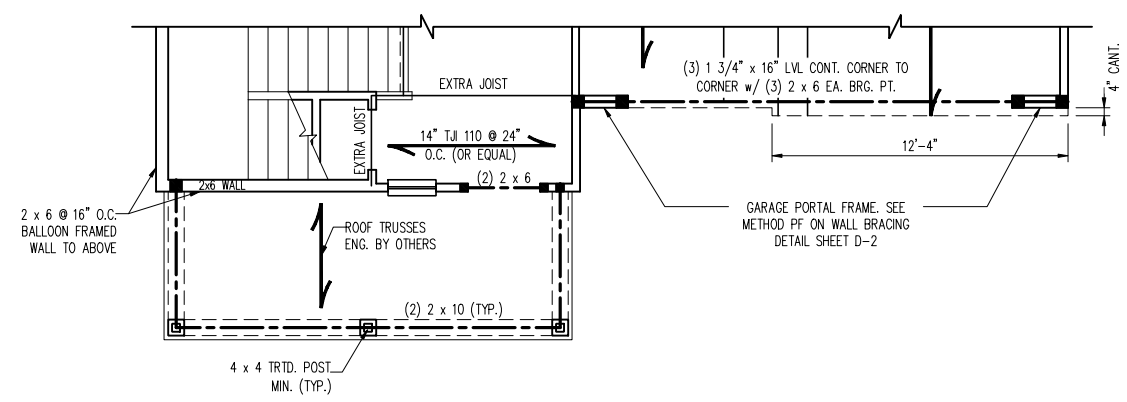 EXTRA JOIST
(3) 1 3/4" x 16" LVL CONT. CORNER TO
CORNER w/ (3) 2 x 6 EA. BRG. PT.
4" CANT.
EXTRA JOIST
14" TJI 110 @ 24"
O.C. (OR EQUAL)
12'-4"
2x6 WALL
(2) 2 x 6
2 x 6 @ 16" O.C.
BALLOON FRAMED
WALL TO ABOVE
ROOF TRUSSES
ENG. BY OTHERS
GARAGE PORTAL FRAME. SEE
METHOD PF ON WALL BRACING
DETAIL SHEET D-2
(2) 2 x 10 (TYP.)
4 x 4 TRTD. POST
MIN. (TYP.)